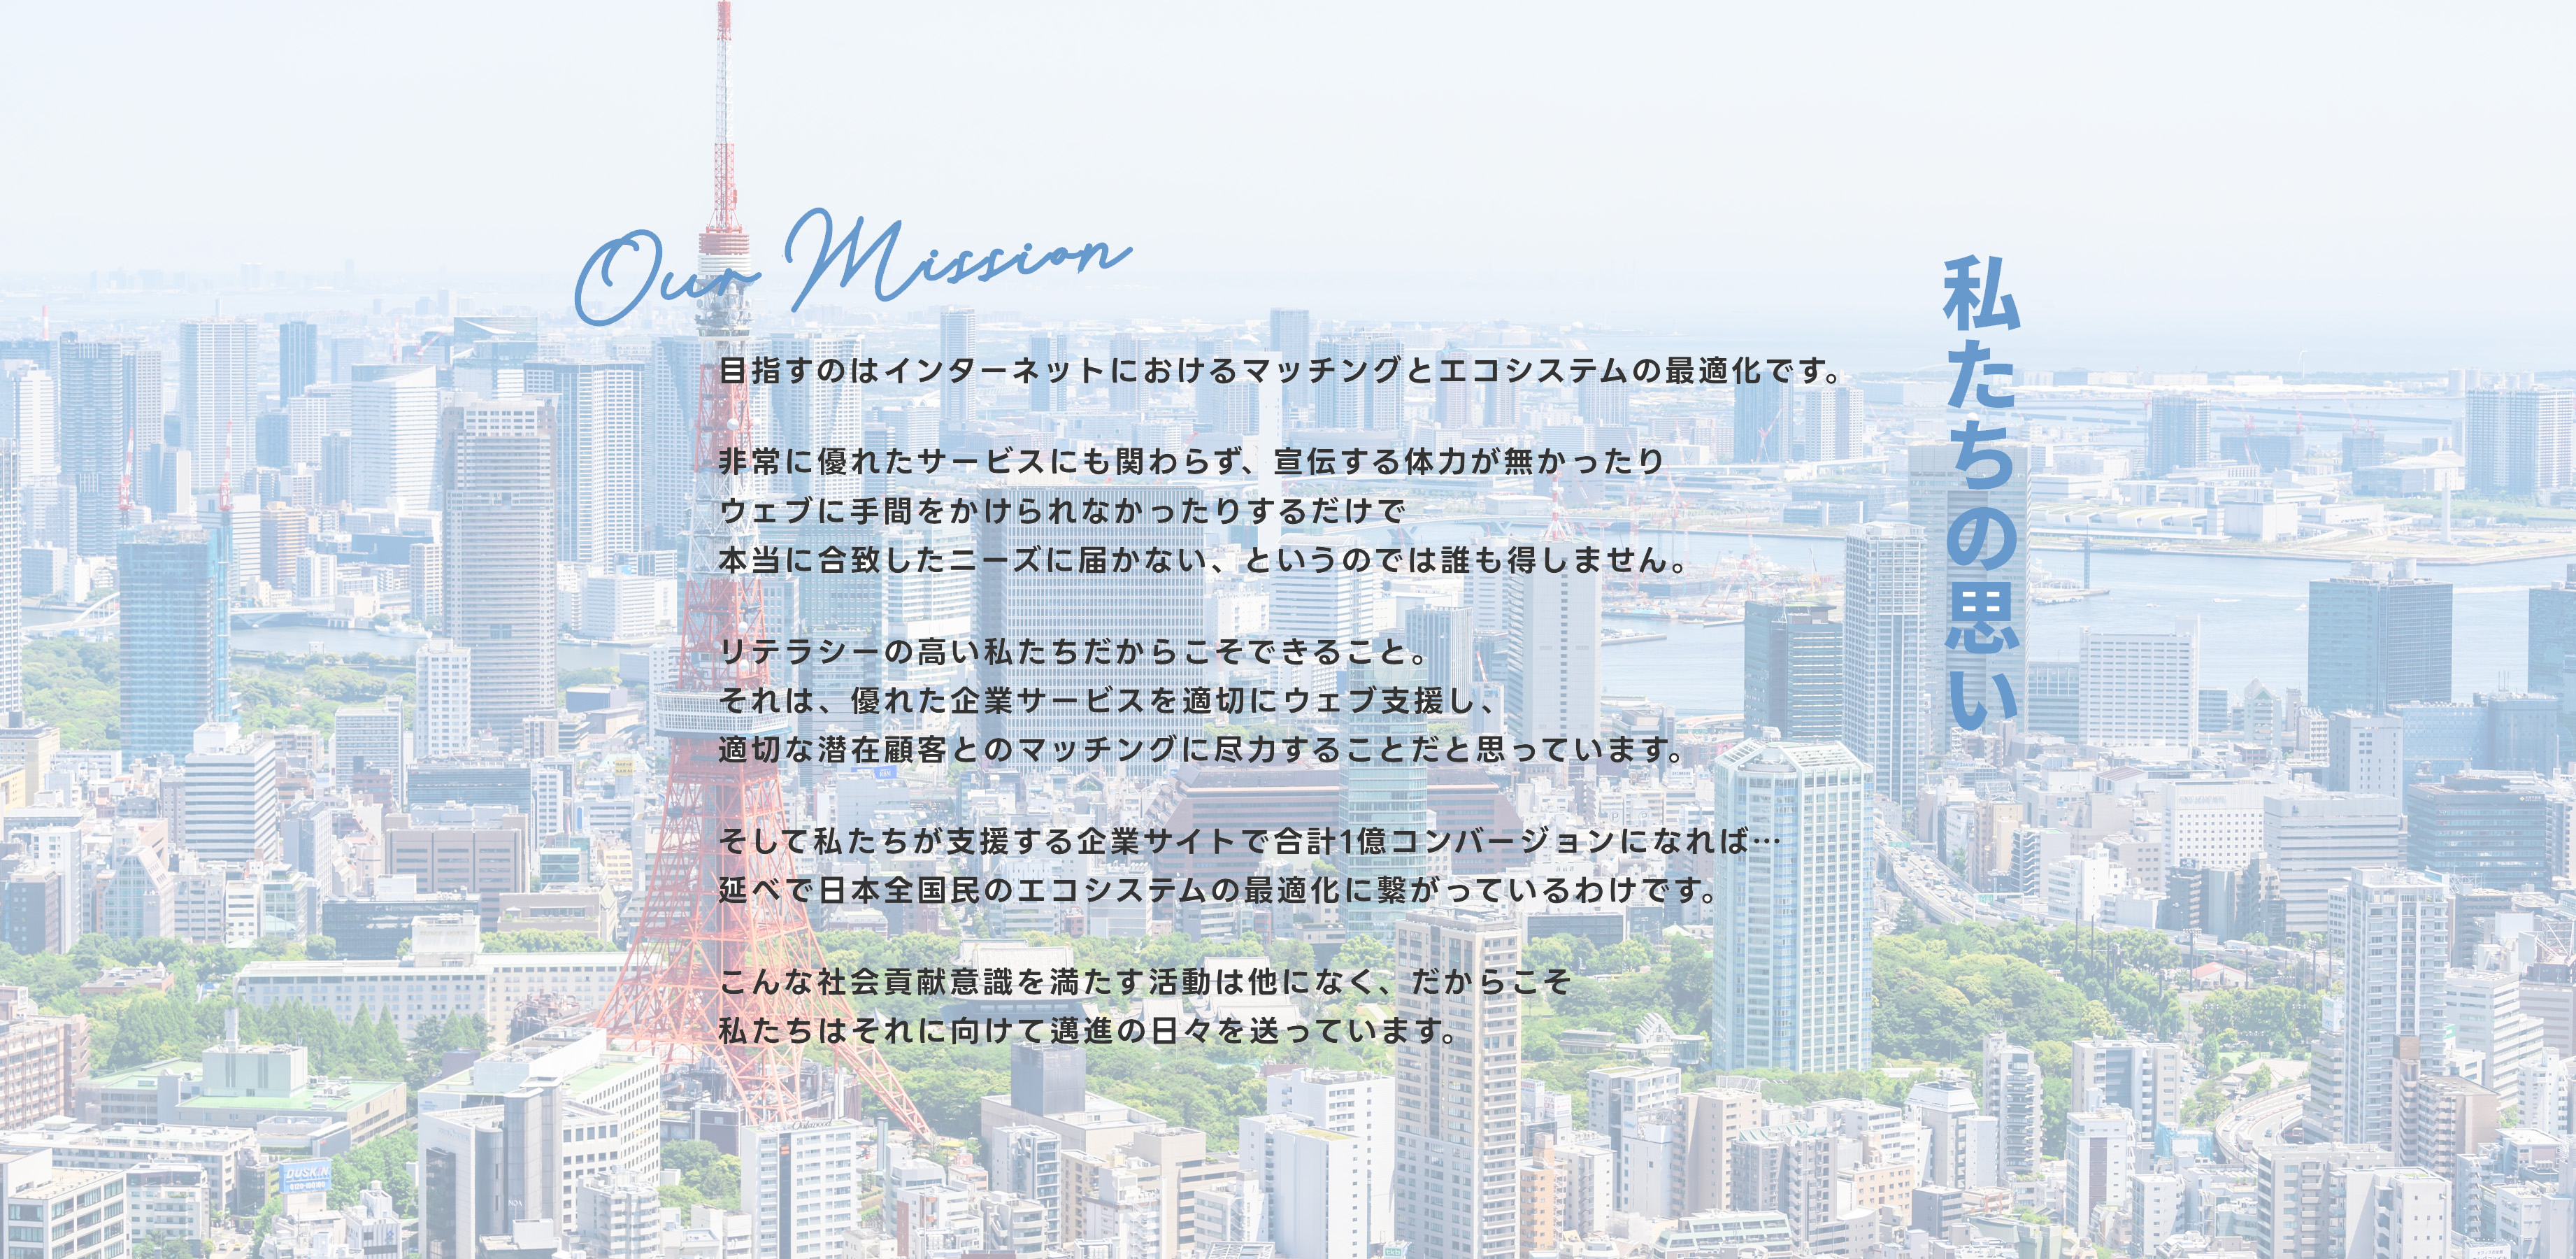 Our Mission
私たちの思い
目指すのはインターネットにおけるマッチングとエコシステムの最適化です。
非常に優れたサービスにも関わらず、宣伝する体力が無かったり
ウェブに手間をかけられなかったりするだけで
本当に合致したニーズに届かない、というのでは誰も得しません。
リテラシーの高い私たちだからこそできること。
それは、優れた企業サービスを適切にウェブ支援し、
適切な潜在顧客とのマッチングに尽力することだと思っています。
そして私たちが支援する企業サイトで合計1億コンバージョンになれば…
延べで日本全国民のエコシステムの最適化に繋がっているわけです。
こんな社会貢献意識を満たす活動は他になく、だからこそ
私たちはそれに向けて邁進の日々を送っています。
DUSKIN